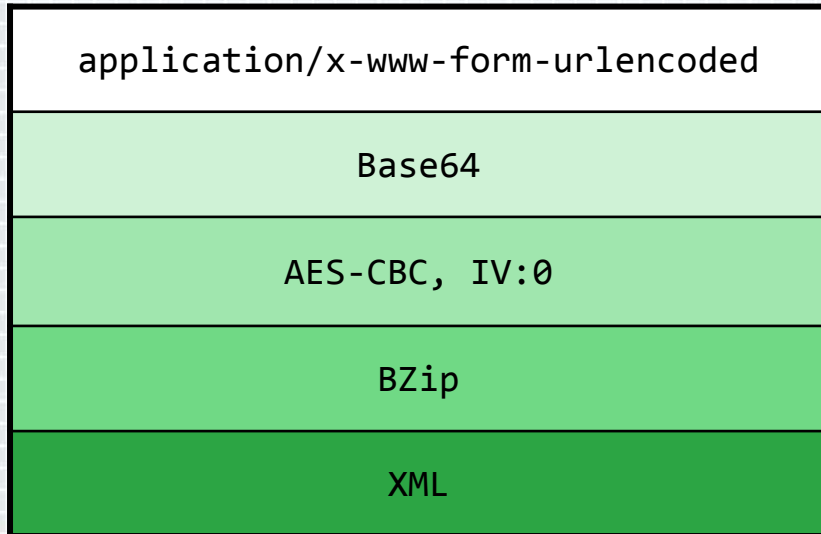 application/x-www-form-urlencoded
Base64
AES-CBC, IV:0
BZip
XML